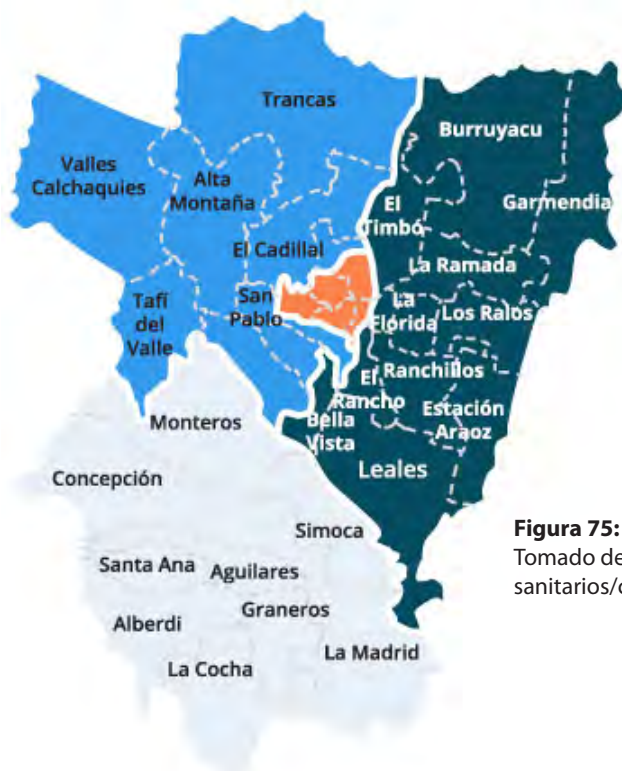 Trancas
Burruyacu
Valles
Calchaquies
Alta
Montaña
Garmendia
El
Timbó
El Cadillal
La Ramada
San
Pablo
Tafí
del
Valle
La
Florida
Los Ralos
El
Rancho
Ranchillos
Bella
Vista
Estación
Araoz
Leales
Monteros
Concepción
Simoca
Santa Ana
Aguilares
Graneros
Alberdi
La Madrid
La Cocha
Figura 75:
Tomado de
sanitarios/